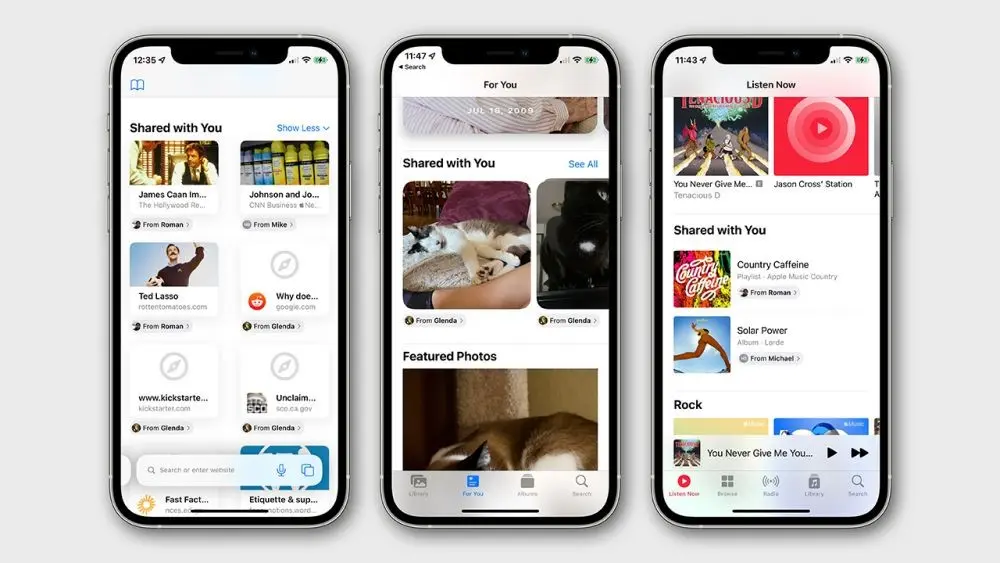 12:35
Shared with You
Show Less
James Caan Im...
The Hollywood Re...
From Roman
Johnson and Jo...
CNN Business Ne...
From Mike
Ted Lasso
rottentomatoes.com
From Roman
Why doe...
google.com
From Glenda
www.kickstarte...
kickstarter.com
From Glenda
SCO
Unclaim...
sco.ca.gov
From Glenda
Search or enter website
Fast Fact...
nces.ed...
Etiquette & sup...
11:47
Search
For You
JUL 16, 2009
Shared with You
See All
From Glenda
From Glenda
Featured Photos
Library
For You
Albums
Search
11:43
Listen Now
TENACIOUS D
You Never Give Me... E
Tenacious D
Jason Cross' Station
Shared with You
Country Caffeine
Country Caffeine
Playlist · Apple Music Country
From Roman
Solar Power
Album · Lorde
From Michael
Rock
Music
Music
You Never Give Me You...
Listen Now
Browse
Radio
Library
Search